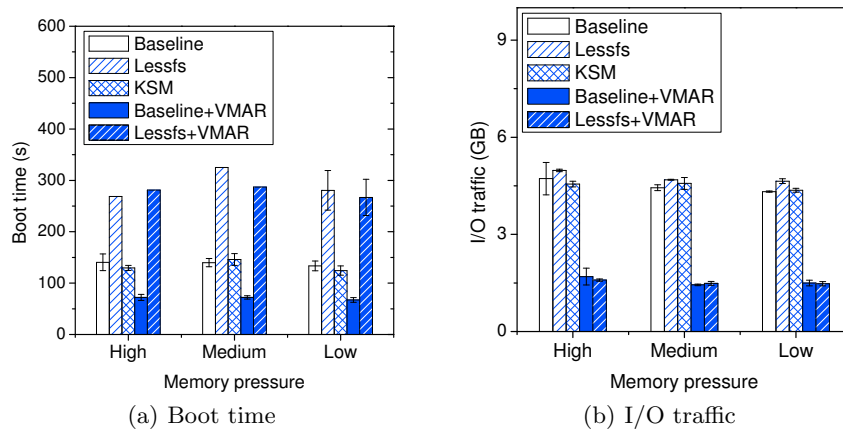 600
500
400
300
200
100
0
Boot time (s)
Baseline
Lessfs
KSM
Baseline+VMAR
Lessfs+VMAR
High Medium Low
Memory pressure
(a) Boot time
9
6
3
0
I/O traffic (GB)
Baseline
Lessfs
KSM
Baseline+VMAR
Lessfs+VMAR
High Medium Low
Memory pressure
(b) I/O traffic